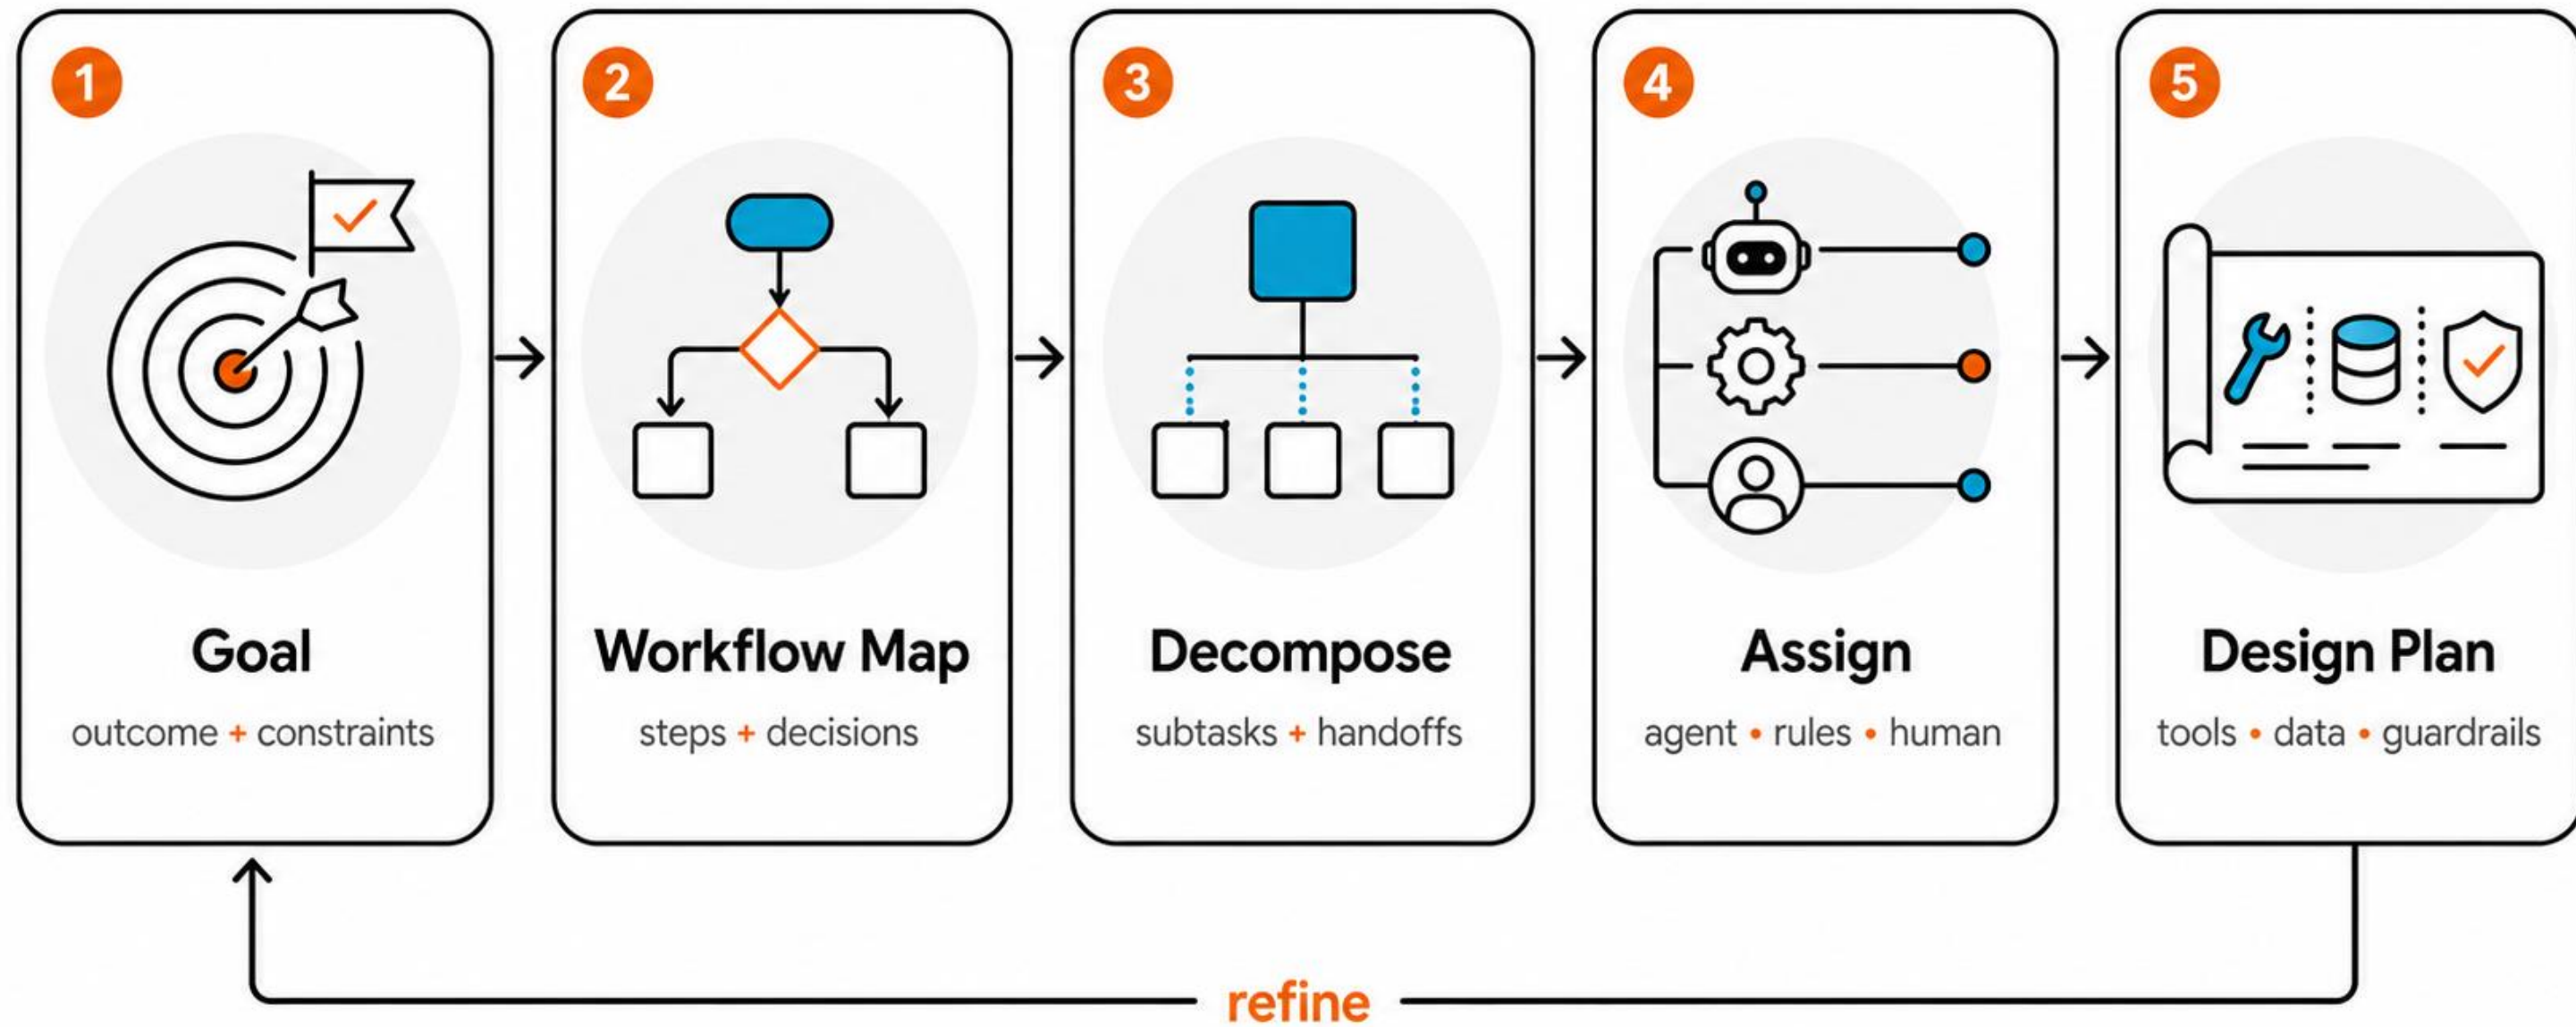 1
2
3
4
5
Goal
Workflow Map
Decompose
Assign
Design Plan
outcome + constraints
steps + decisions
subtasks + handoffs
agent • rules • human
tools • data • guardrails
refine